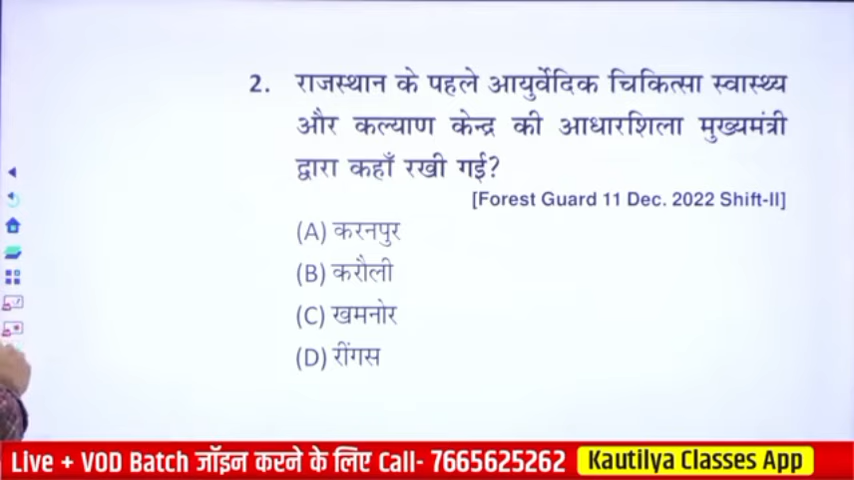 2. राजस्थान के पहले आयुर्वेदिक चिकित्सा स्वास्थ्य
और कल्याण केन्द्र की आधारशिला मुख्यमंत्री
द्वारा कहाँ रखी गई?
[Forest Guard 11 Dec. 2022 Shift-II]
(A) करनपुर
(B) करौली
(C) खमनोर
(D) रींगस
Live + VOD Batch जॉइन करने के लिए Call- 7665625262 Kautilya Classes App